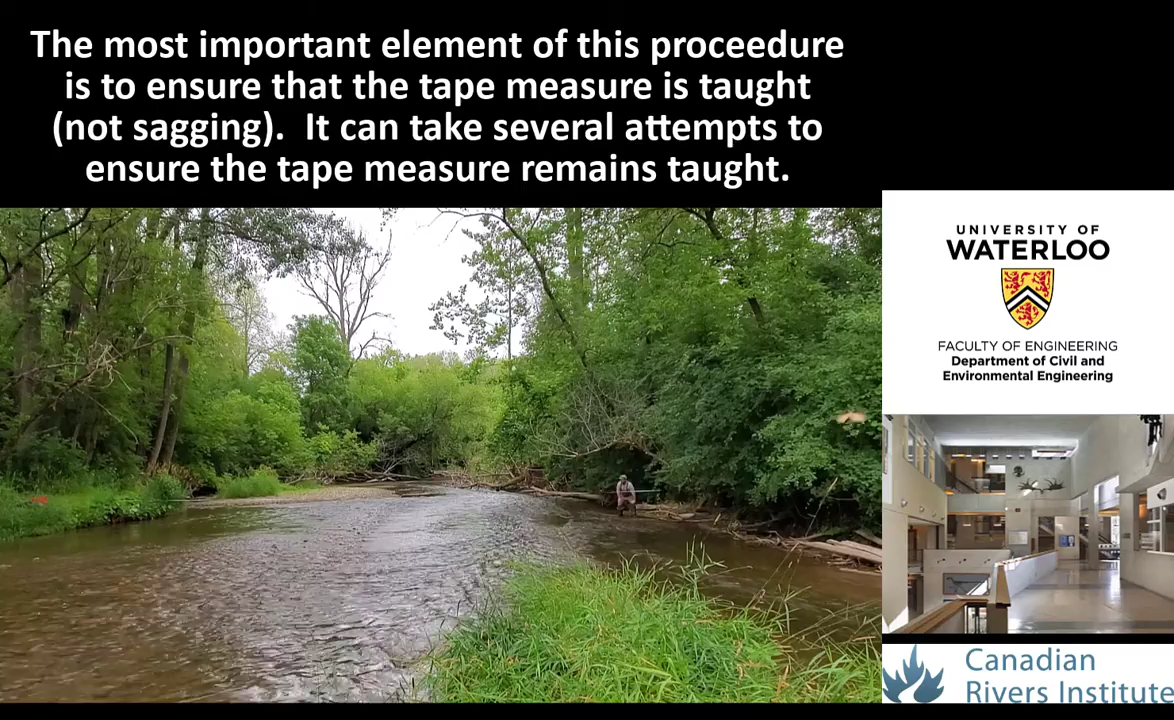 The most important element of this proceedure
is to ensure that the tape measure is taught
(not sagging).  It can take several attempts to
ensure the tape measure remains taught.
UNIVERSITY OF
WATERLOO
FACULTY OF ENGINEERING
Department of Civil and
Environmental Engineering
Canadian
Rivers Institute